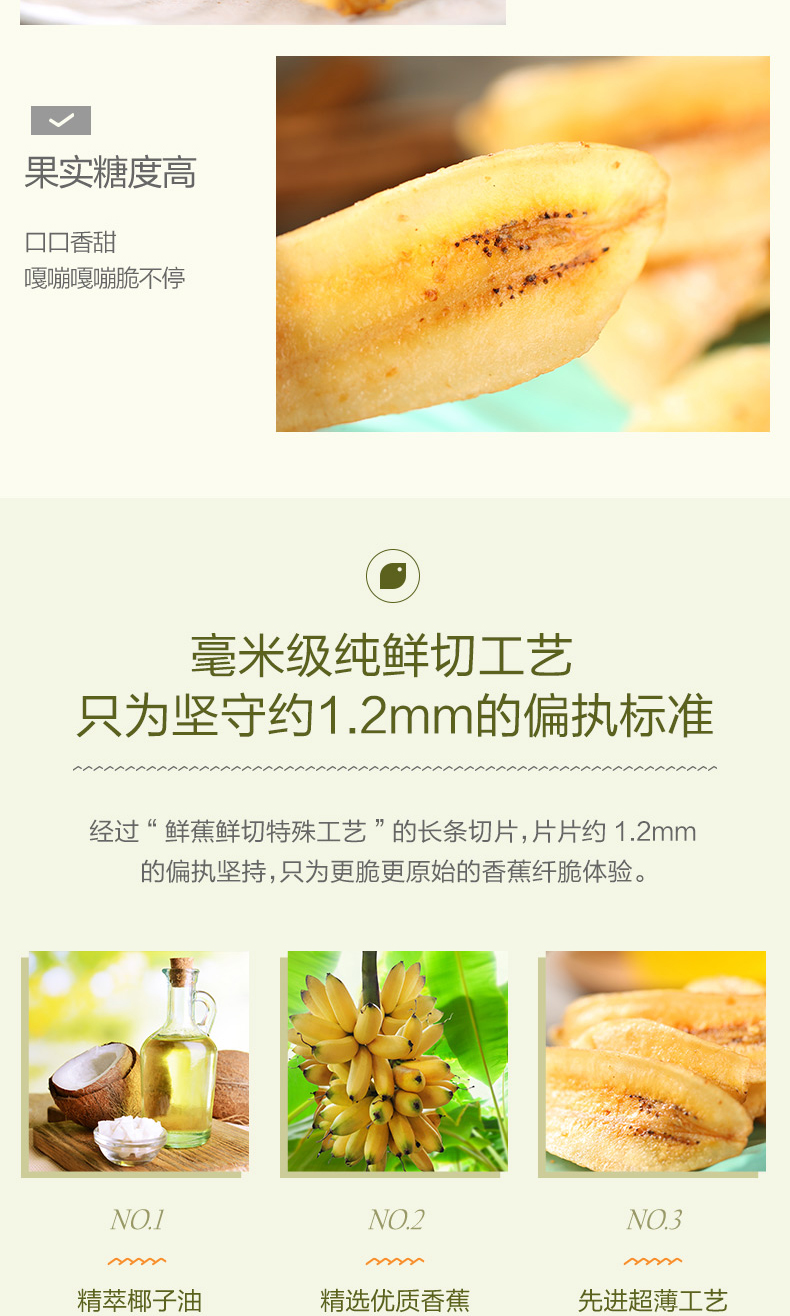 果实糖度高
口口香甜
嘎嘣嘎嘣脆不停
毫米级纯鲜切工艺
只为坚守约1.2mm的偏执标准
经过“鲜蕉鲜切特殊工艺”的长条切片,片片约 1.2mm
的偏执坚持,只为更脆更原始的香蕉纤脆体验。
NO.1
NO.2
NO.3
精萃椰子油
精选优质香蕉
先进超薄工艺